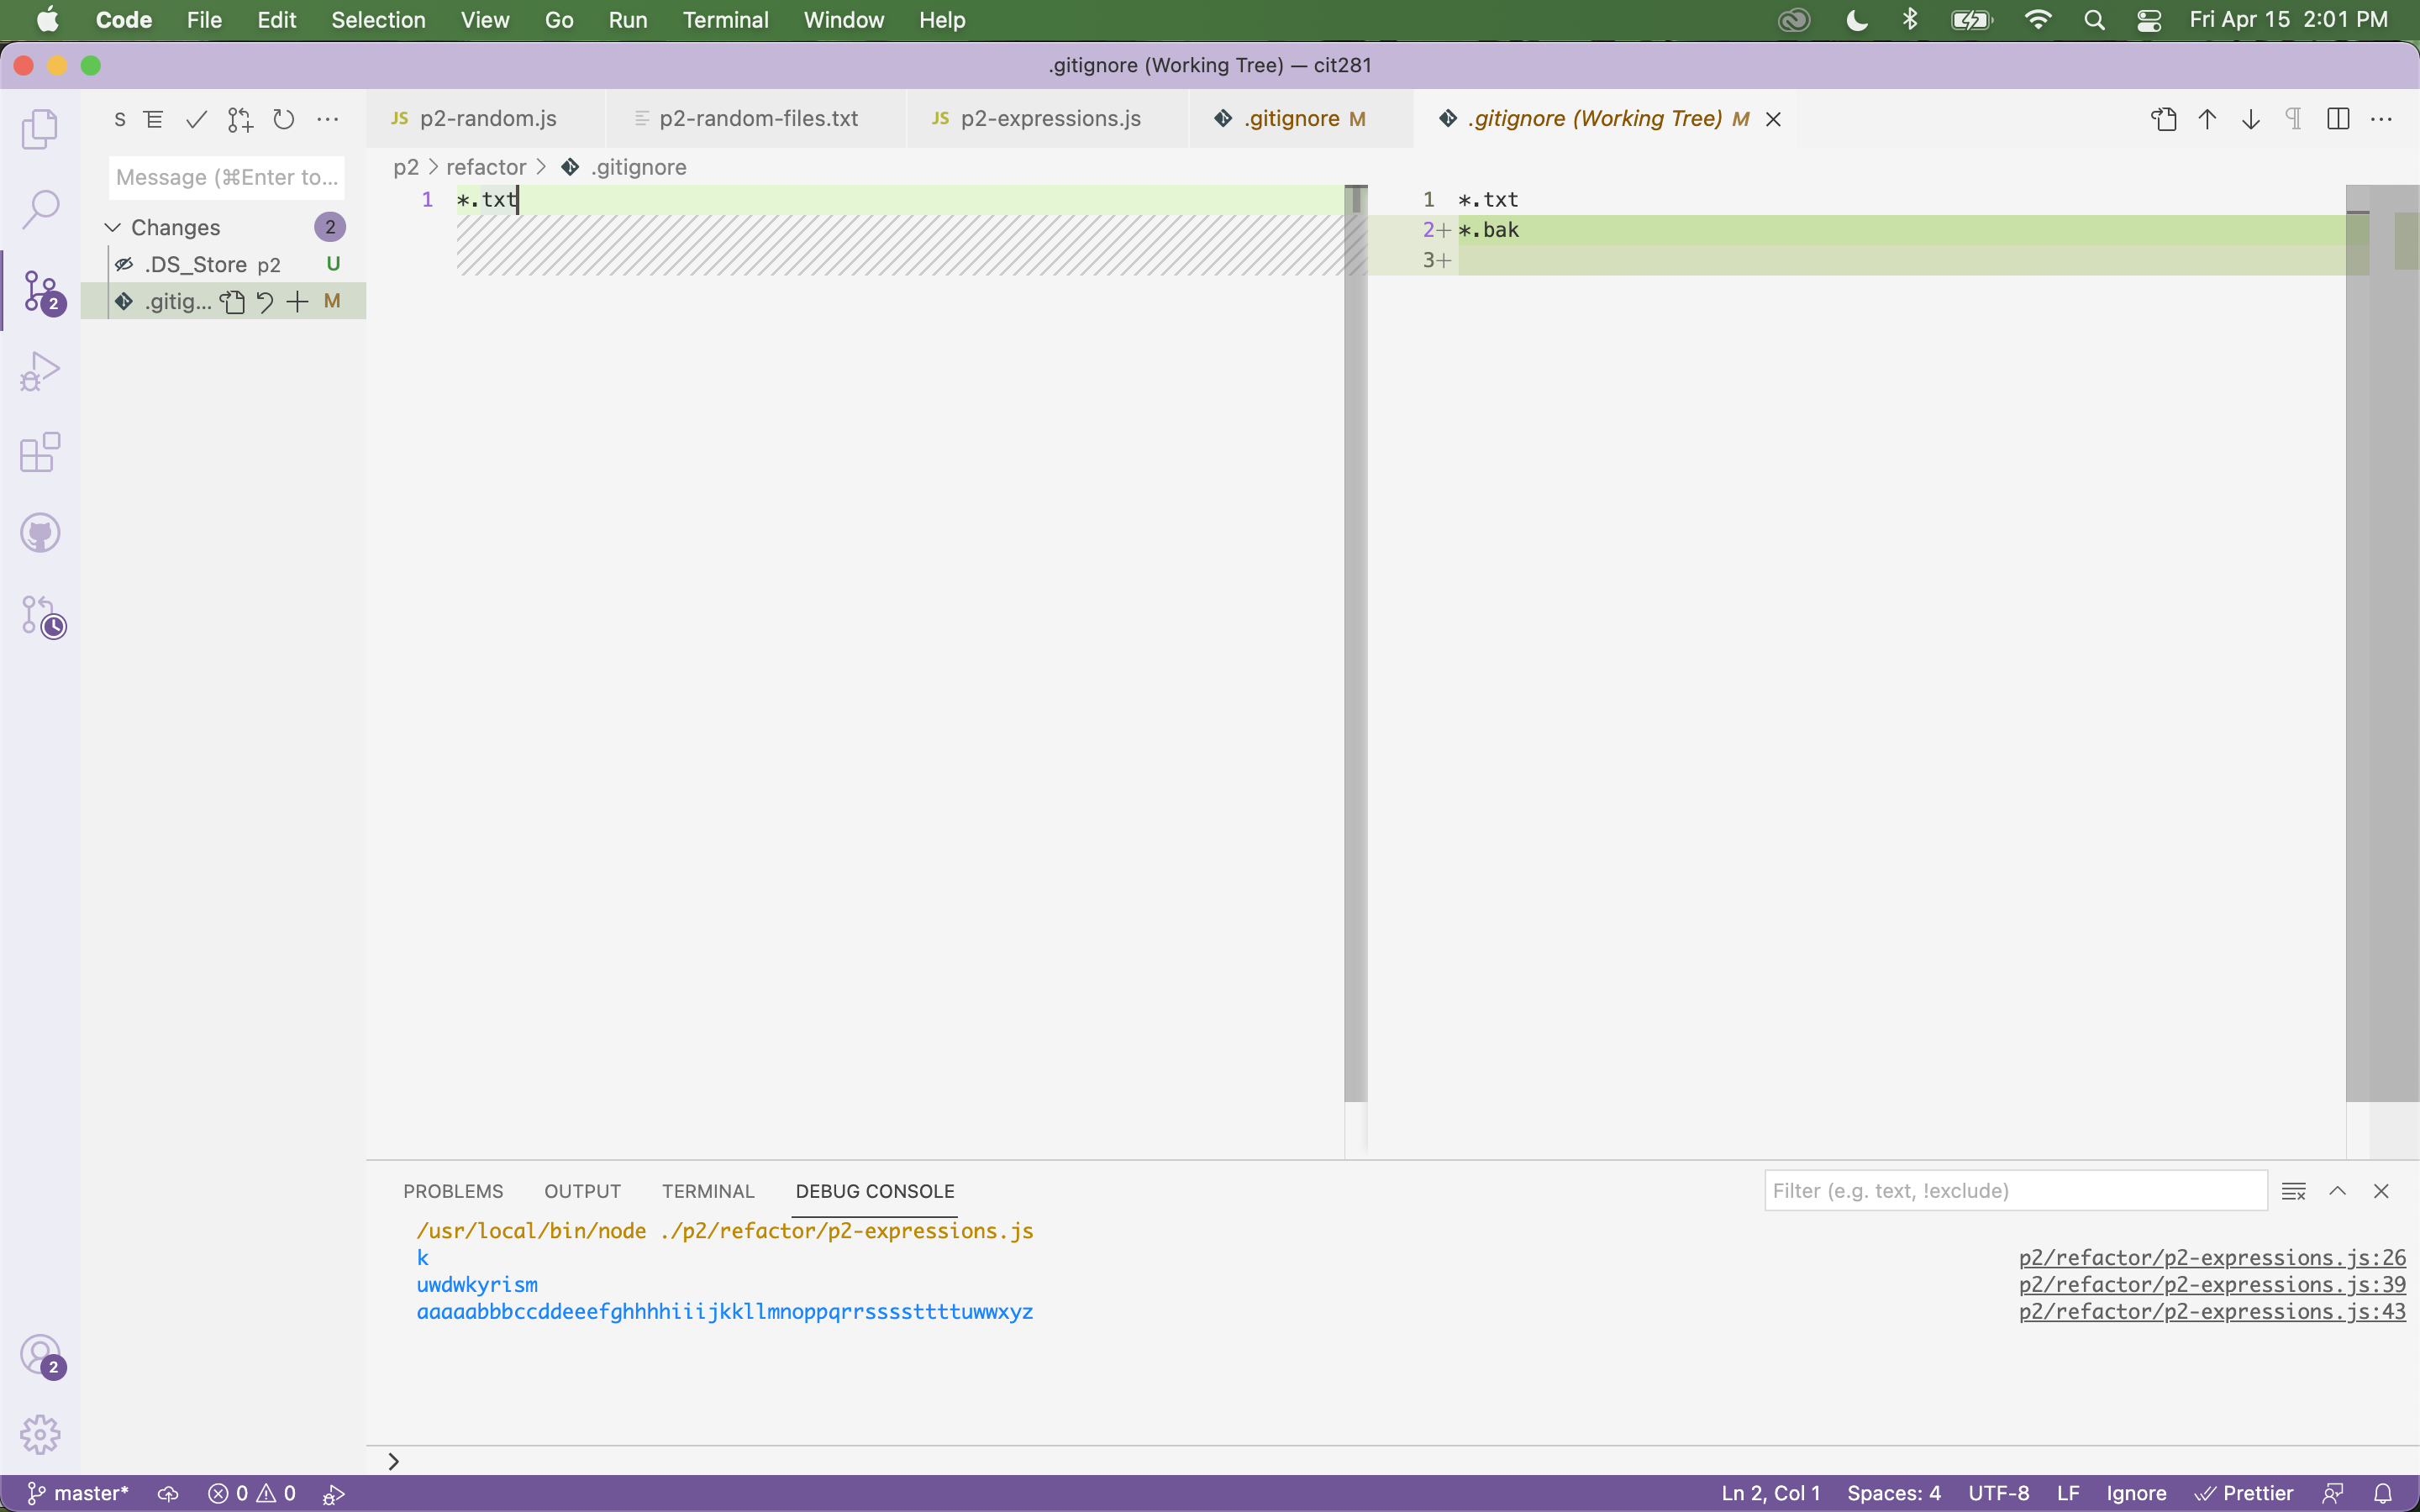 Code File Edit Selection View Go Run Terminal Window Help Fri Apr 15 2:01 PM
.gitignore (Working Tree) — cit281
S
JS p2-random.js p2-random-files.txt JS p2-expressions.js .gitignore M .gitignore (Working Tree) M
Message (⌘Enter to...
p2 > refactor > .gitignore
1 *.txt
1 *.txt
2+ *.bak
3+
Changes 2
.DS_Store p2 U
.gitig... M
2
2
PROBLEMS OUTPUT TERMINAL DEBUG CONSOLE Filter (e.g. text, !exclude)
/usr/local/bin/node ./p2/refactor/p2-expressions.js
k p2/refactor/p2-expressions.js:26
uwdwkyrism p2/refactor/p2-expressions.js:39
aaaaabbbccddeeefghhhhiiijkkllmnoppqrrssssttttuwwxyz p2/refactor/p2-expressions.js:43
>
master* 0 0 Ln 2, Col 1 Spaces: 4 UTF-8 LF Ignore Prettier